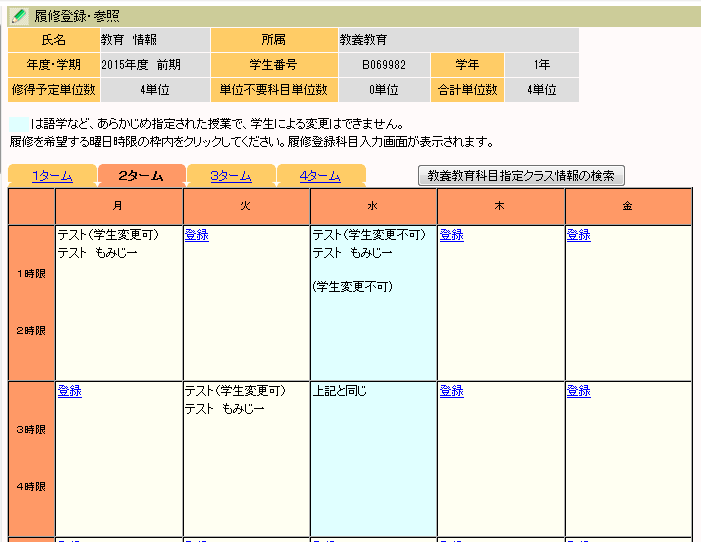 履修登録・参照
氏名 教育 情報 所属 教養教育
年度・学期 2015年度 前期 学生番号 B069982 学年 1年
修得予定単位数 4単位 単位不要科目単位数 0単位 合計単位数 4単位
は語学など、あらかじめ指定された授業で、学生による変更はできません。
履修を希望する曜日時限の枠内をクリックしてください。履修登録科目入力画面が表示されます。
1ターム 2ターム 3ターム 4ターム 教養教育科目指定クラス情報の検索
月 火 水 木 金
テスト(学生変更可) 登録 テスト(学生変更不可) 登録 登録
テスト もみじ一 テスト もみじ一
1時限 (学生変更不可)
2時限
登録 テスト(学生変更可) 上記と同じ 登録 登録
テスト もみじ一
3時限
4時限